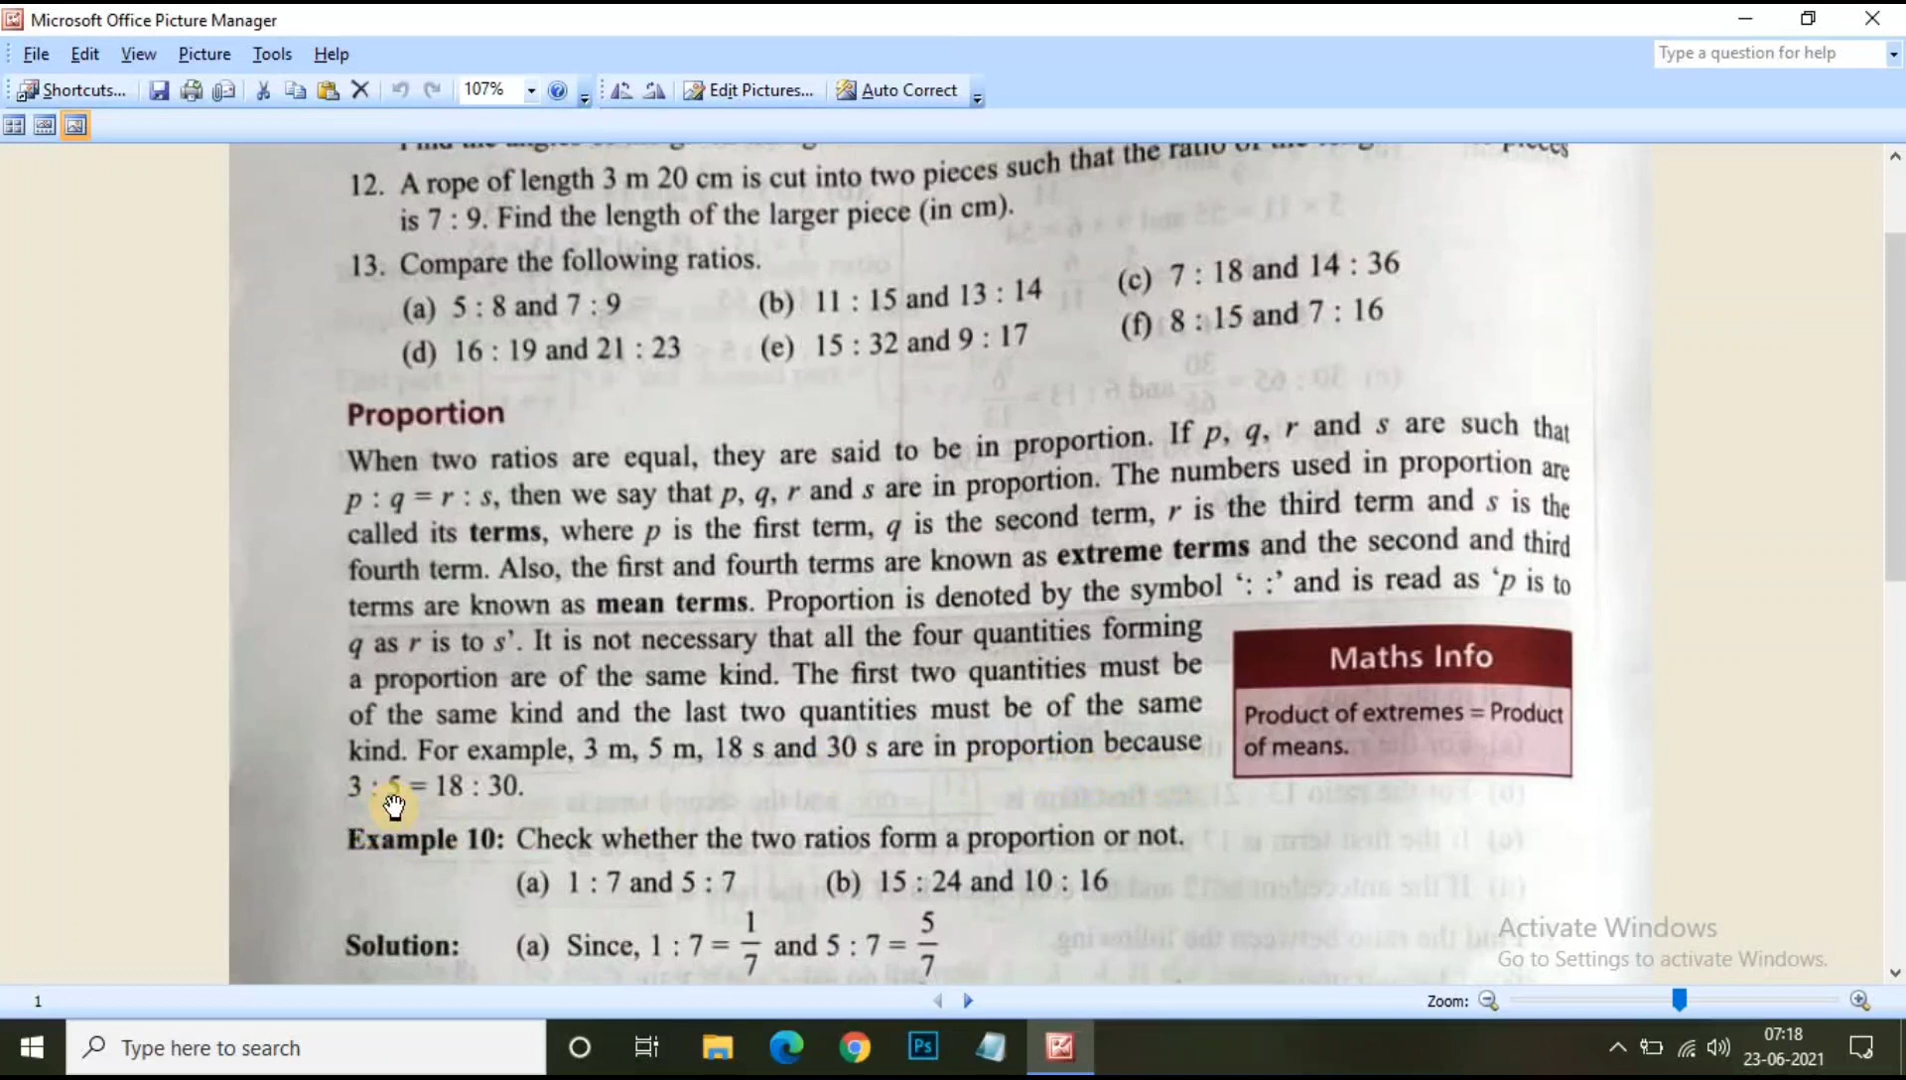 Microsoft Office Picture Manager
File Edit View Picture Tools Help
Type a question for help
Shortcuts... 107% Edit Pictures... Auto Correct
12. A rope of length 3 m 20 cm is cut into two pieces such that the ratio of the pieces
is 7 : 9. Find the length of the larger piece (in cm).
13. Compare the following ratios.
(a) 5 : 8 and 7 : 9 (b) 11 : 15 and 13 : 14 (c) 7 : 18 and 14 : 36
(d) 16 : 19 and 21 : 23 (e) 15 : 32 and 9 : 17 (f) 8 : 15 and 7 : 16
Proportion
When two ratios are equal, they are said to be in proportion. If p, q, r and s are such that
p : q = r : s, then we say that p, q, r and s are in proportion. The numbers used in proportion are
called its terms, where p is the first term, q is the second term, r is the third term and s is the
fourth term. Also, the first and fourth terms are known as extreme terms and the second and third
terms are known as mean terms. Proportion is denoted by the symbol ‘: :’ and is read as ‘p is to
q as r is to s’. It is not necessary that all the four quantities forming
a proportion are of the same kind. The first two quantities must be
of the same kind and the last two quantities must be of the same
kind. For example, 3 m, 5 m, 18 s and 30 s are in proportion because
3 : 5 = 18 : 30.
Maths Info
Product of extremes = Product
of means.
Example 10: Check whether the two ratios form a proportion or not.
(a) 1 : 7 and 5 : 7 (b) 15 : 24 and 10 : 16
Solution: (a) Since, 1 : 7 = 1/7 and 5 : 7 = 5/7
Activate Windows
Go to Settings to activate Windows.
1
Zoom:
Type here to search
Ps
07:18
23-06-2021